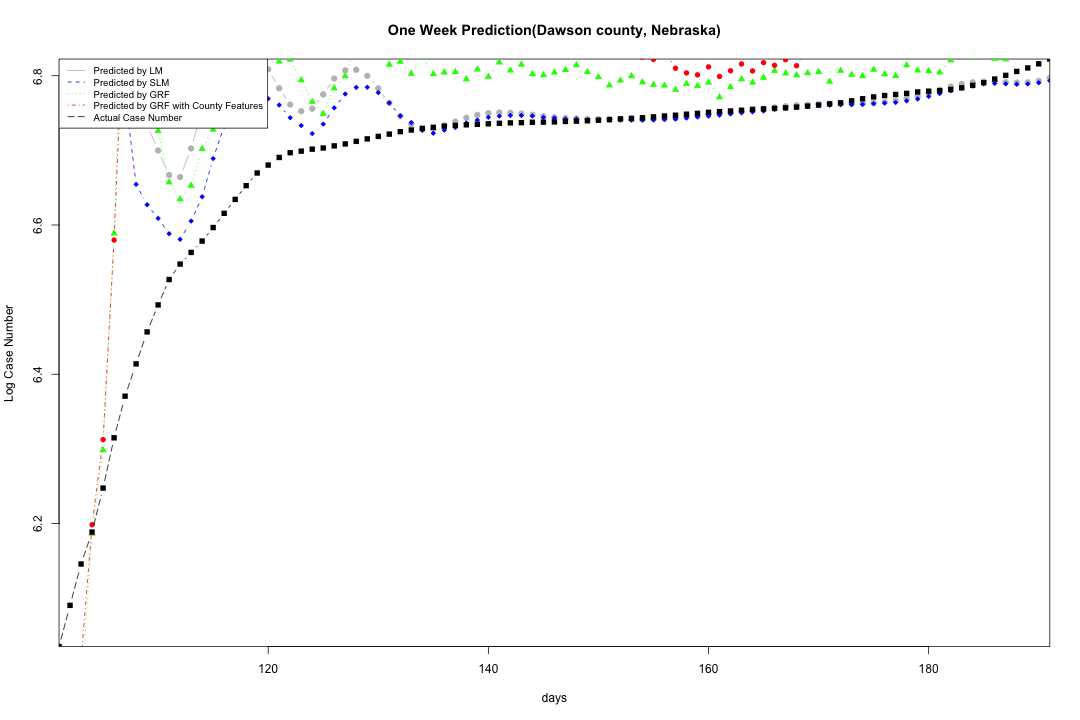 One Week Prediction(Dawson county, Nebraska)
Predicted by LM
Predicted by SLM
Predicted by GRF
Predicted by GRF with County Features
Actual Case Number
6.8
6.6
6.4
6.2
Log Case Number
120
140
160
180
days